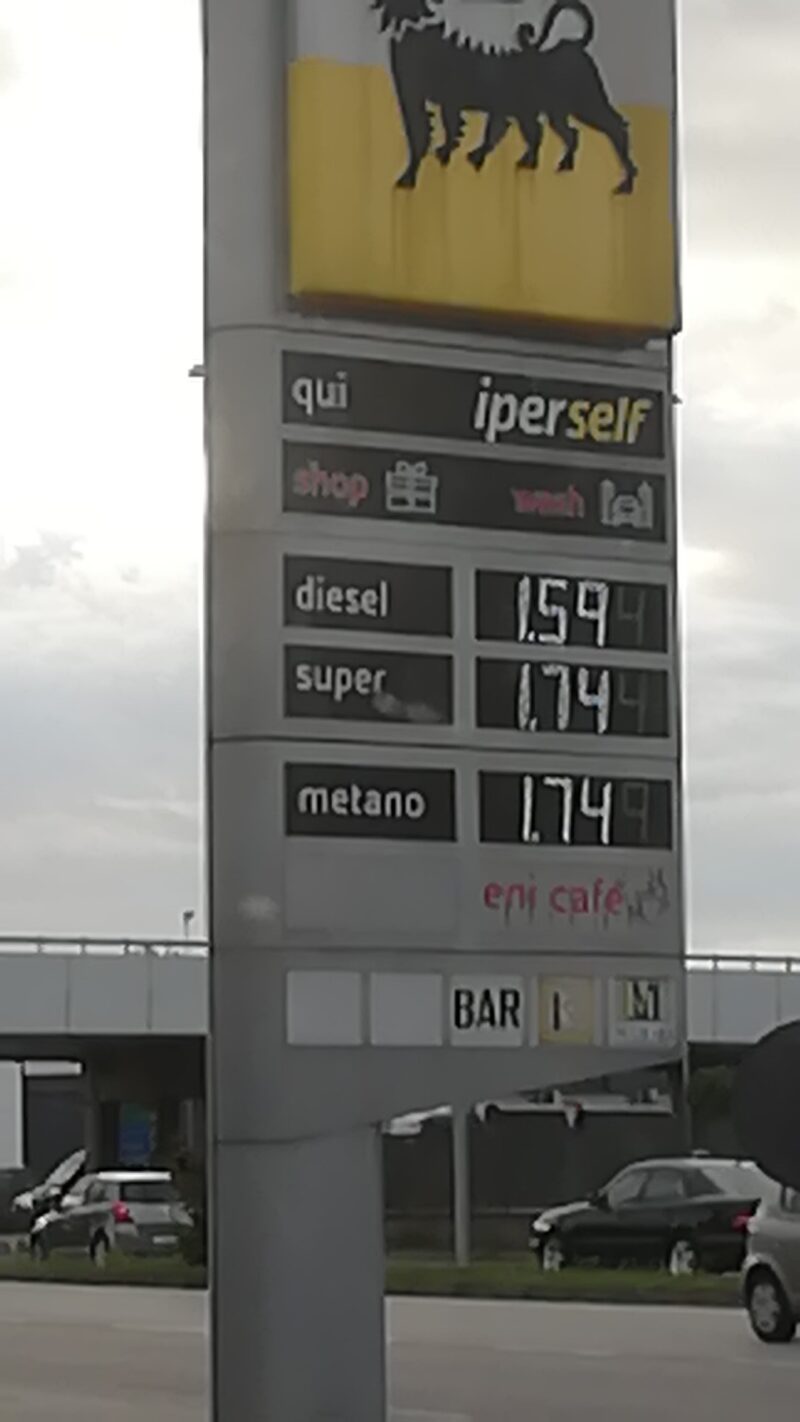 qui iperself
shop wash
diesel 1.594
super 1.744
metano 1.749
eni café
BAR